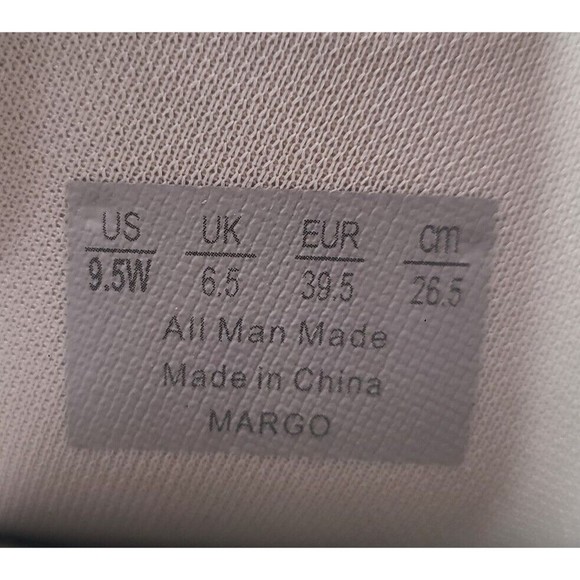 US UK EUR cm
9.5W 6.5 39.5 26.5
All Man Made
Made in China
MARGO